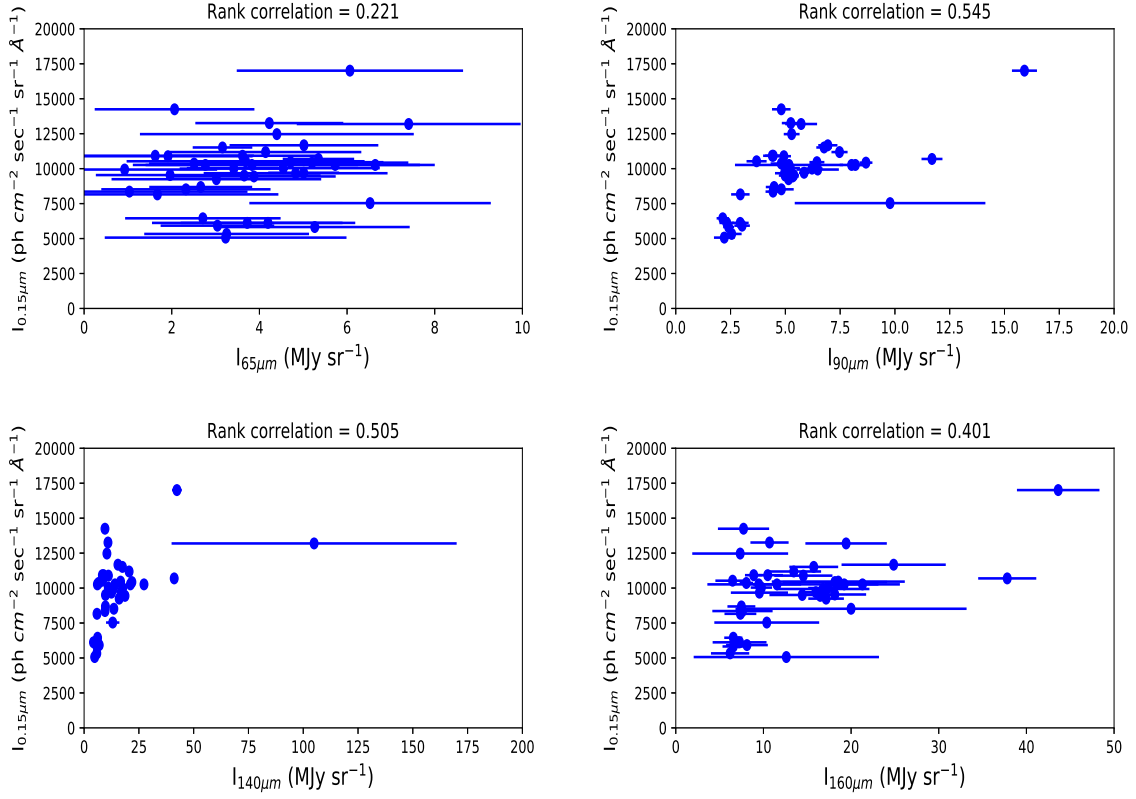 Rank correlation = 0.221
I0.15μm (ph cm−2 sec−1 sr−1 Å−1)
20000
17500
15000
12500
10000
7500
5000
2500
0
0 2 4 6 8 10
I65μm (MJy sr−1)
Rank correlation = 0.545
I0.15μm (ph cm−2 sec−1 sr−1 Å−1)
20000
17500
15000
12500
10000
7500
5000
2500
0
0.0 2.5 5.0 7.5 10.0 12.5 15.0 17.5 20.0
I90μm (MJy sr−1)
Rank correlation = 0.505
I0.15μm (ph cm−2 sec−1 sr−1 Å−1)
20000
17500
15000
12500
10000
7500
5000
2500
0
0 25 50 75 100 125 150 175 200
I140μm (MJy sr−1)
Rank correlation = 0.401
I0.15μm (ph cm−2 sec−1 sr−1 Å−1)
20000
17500
15000
12500
10000
7500
5000
2500
0
0 10 20 30 40 50
I160μm (MJy sr−1)